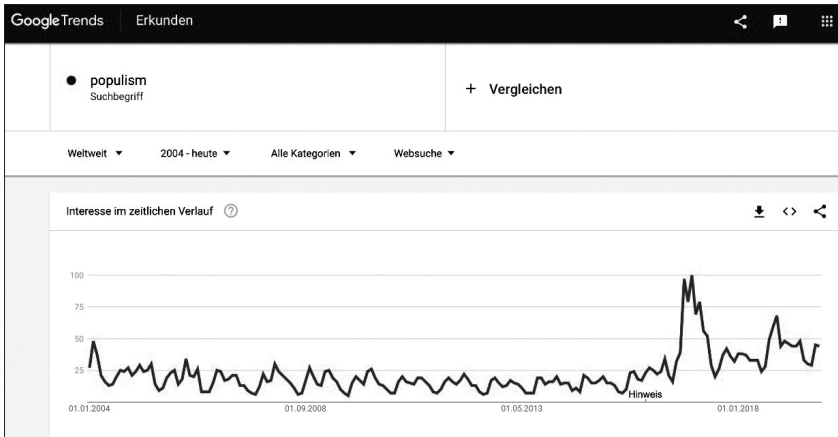 Google Trends Erkunden
populism
Suchbegriff
+ Vergleichen
Weltweit 2004 - heute Alle Kategorien Websuche
Interesse im zeitlichen Verlauf ?
100
75
50
25
Hinweis
01.01.2004 01.09.2008 01.05.2013 01.01.2018